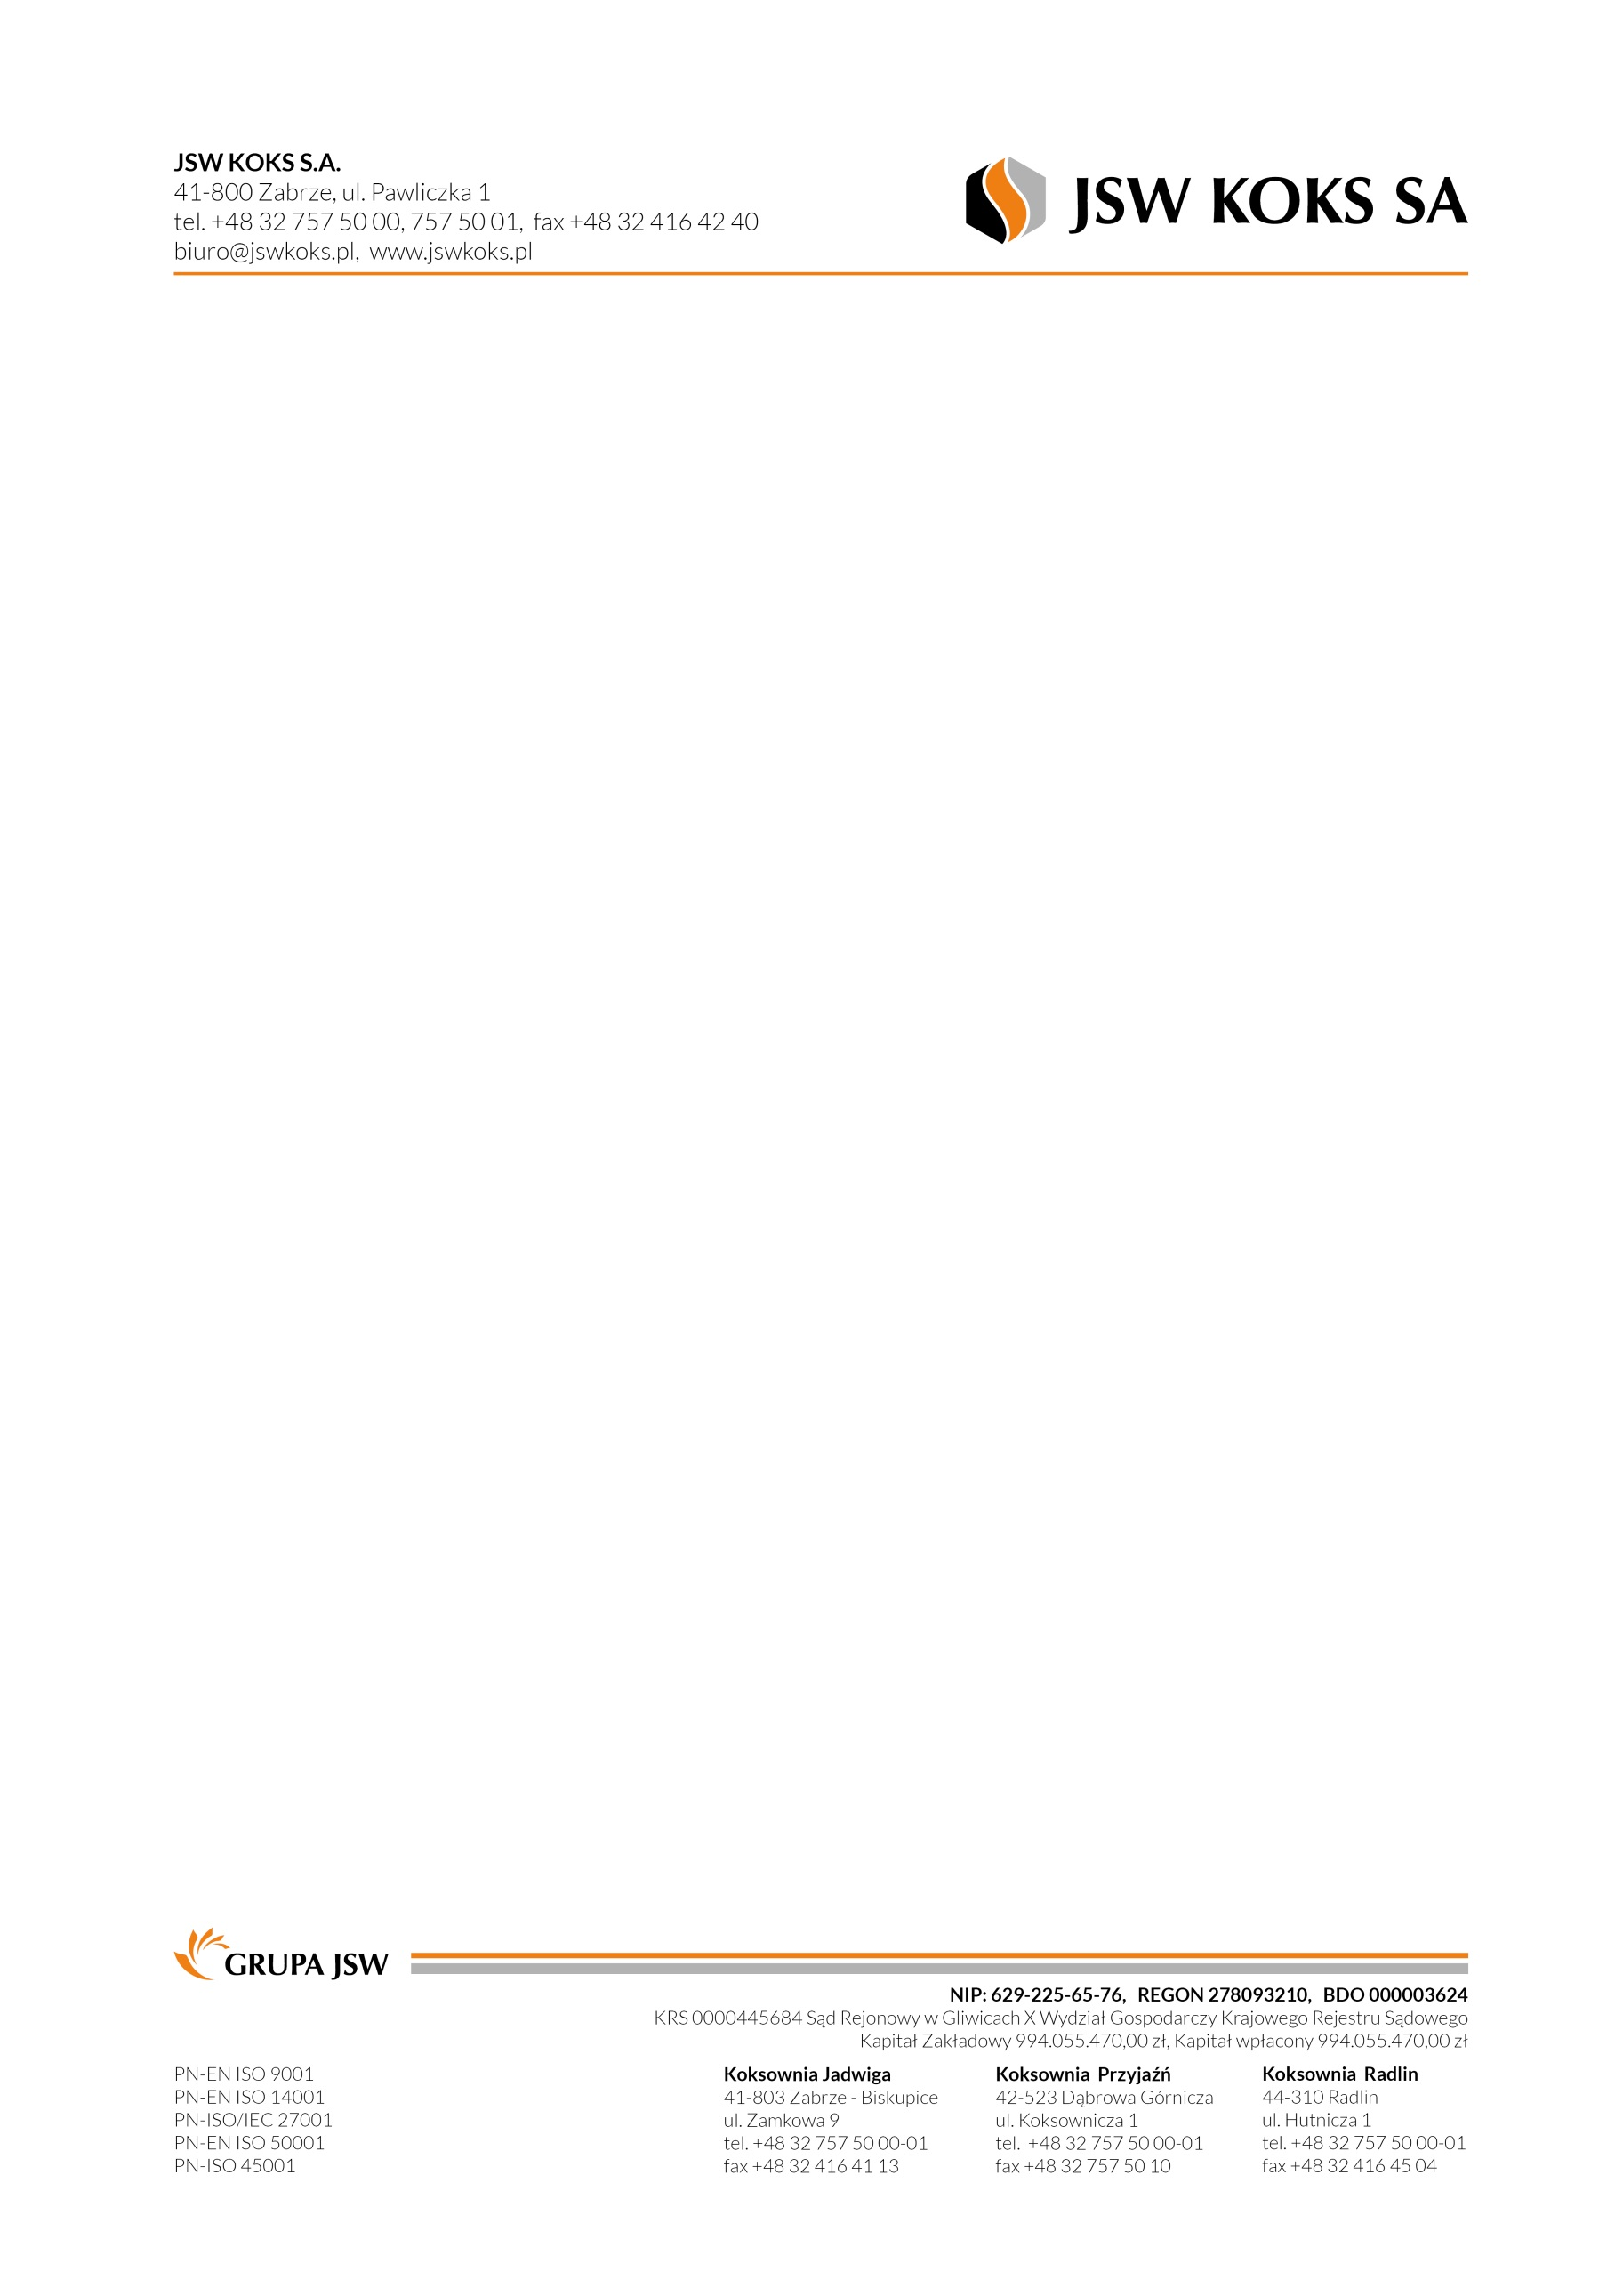 JSW KOKS S.A.
41-800 Zabrze, ul. Pawliczka 1
tel. +48 32 757 50 00, 757 50 01, fax +48 32 416 42 40
biuro@jswkoks.pl, www.jswkoks.pl
JSW KOKS SA
GRUPA JSW
NIP: 629-225-65-76, REGON 278093210, BDO 000003624
KRS 0000445684 Sąd Rejonowy w Gliwicach X Wydział Gospodarczy Krajowego Rejestru Sądowego
Kapitał Zakładowy 994.055.470,00 zł, Kapitał wpłacony 994.055.470,00 zł
PN-EN ISO 9001
PN-EN ISO 14001
PN-ISO/IEC 27001
PN-EN ISO 50001
PN-ISO 45001
Koksownia Jadwiga
41-803 Zabrze - Biskupice
ul. Zamkowa 9
tel. +48 32 757 50 00-01
fax +48 32 416 41 13
Koksownia Przyjaźń
42-523 Dąbrowa Górnicza
ul. Koksownicza 1
tel. +48 32 757 50 00-01
fax +48 32 757 50 10
Koksownia Radlin
44-310 Radlin
ul. Hutnicza 1
tel. +48 32 757 50 00-01
fax +48 32 416 45 04